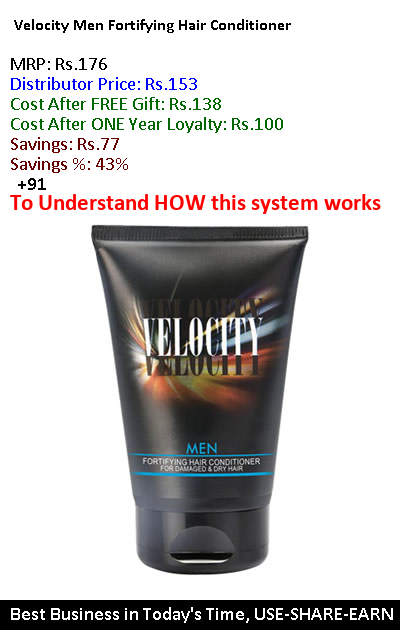 Velocity Men Fortifying Hair Conditioner
MRP: Rs.176
Distributor Price: Rs.153
Cost After FREE Gift: Rs.138
Cost After ONE Year Loyalty: Rs.100
Savings: Rs.77
Savings %: 43%
+91
To Understand HOW this system works
VELOCITY
VELOCITY
VELOCITY
MEN
FORTIFYING HAIR CONDITIONER
FOR DAMAGED & DRY HAIR
Best Business in Today's Time, USE-SHARE-EARN